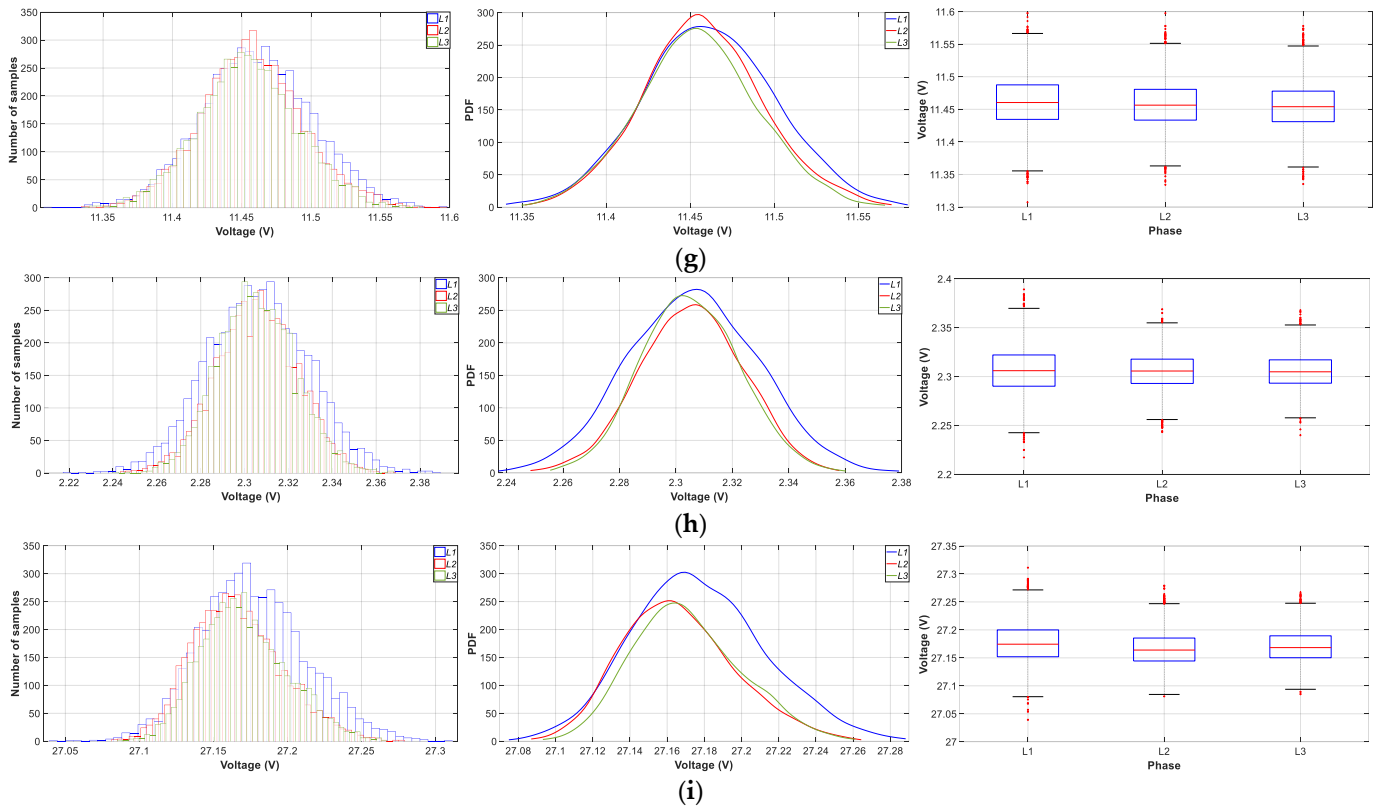 350
300
250
200
150
100
50
0
Number of samples
11.35 11.4 11.45 11.5 11.55 11.6
Voltage (V)
L1
L2
L3
300
250
200
150
100
50
0
PDF
11.35 11.4 11.45 11.5 11.55
Voltage (V)
L1
L2
L3
11.6
11.55
11.5
11.45
11.4
11.35
11.3
Voltage (V)
L1 L2 L3
Phase
(g)
300
250
200
150
100
50
0
Number of samples
2.22 2.24 2.26 2.28 2.3 2.32 2.34 2.36 2.38
Voltage (V)
L1
L2
L3
300
250
200
150
100
50
0
PDF
2.24 2.26 2.28 2.3 2.32 2.34 2.36 2.38
Voltage (V)
L1
L2
L3
2.4
2.35
2.3
2.25
2.2
Voltage (V)
L1 L2 L3
Phase
(h)
350
300
250
200
150
100
50
0
Number of samples
27.05 27.1 27.15 27.2 27.25 27.3
Voltage (V)
L1
L2
L3
350
300
250
200
150
100
50
0
PDF
27.08 27.1 27.12 27.14 27.16 27.18 27.2 27.22 27.24 27.26 27.28
Voltage (V)
L1
L2
L3
27.35
27.3
27.25
27.2
27.15
27.1
27.05
27
Voltage (V)
L1 L2 L3
Phase
(i)